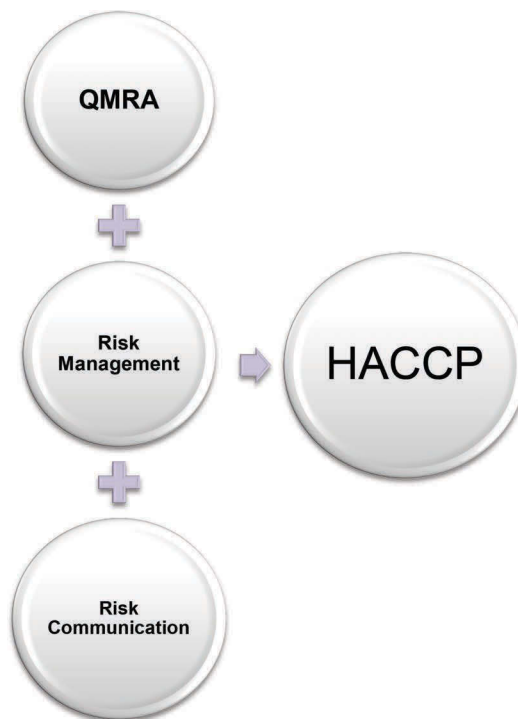 QMRA
Risk
Management
HACCP
Risk
Communication